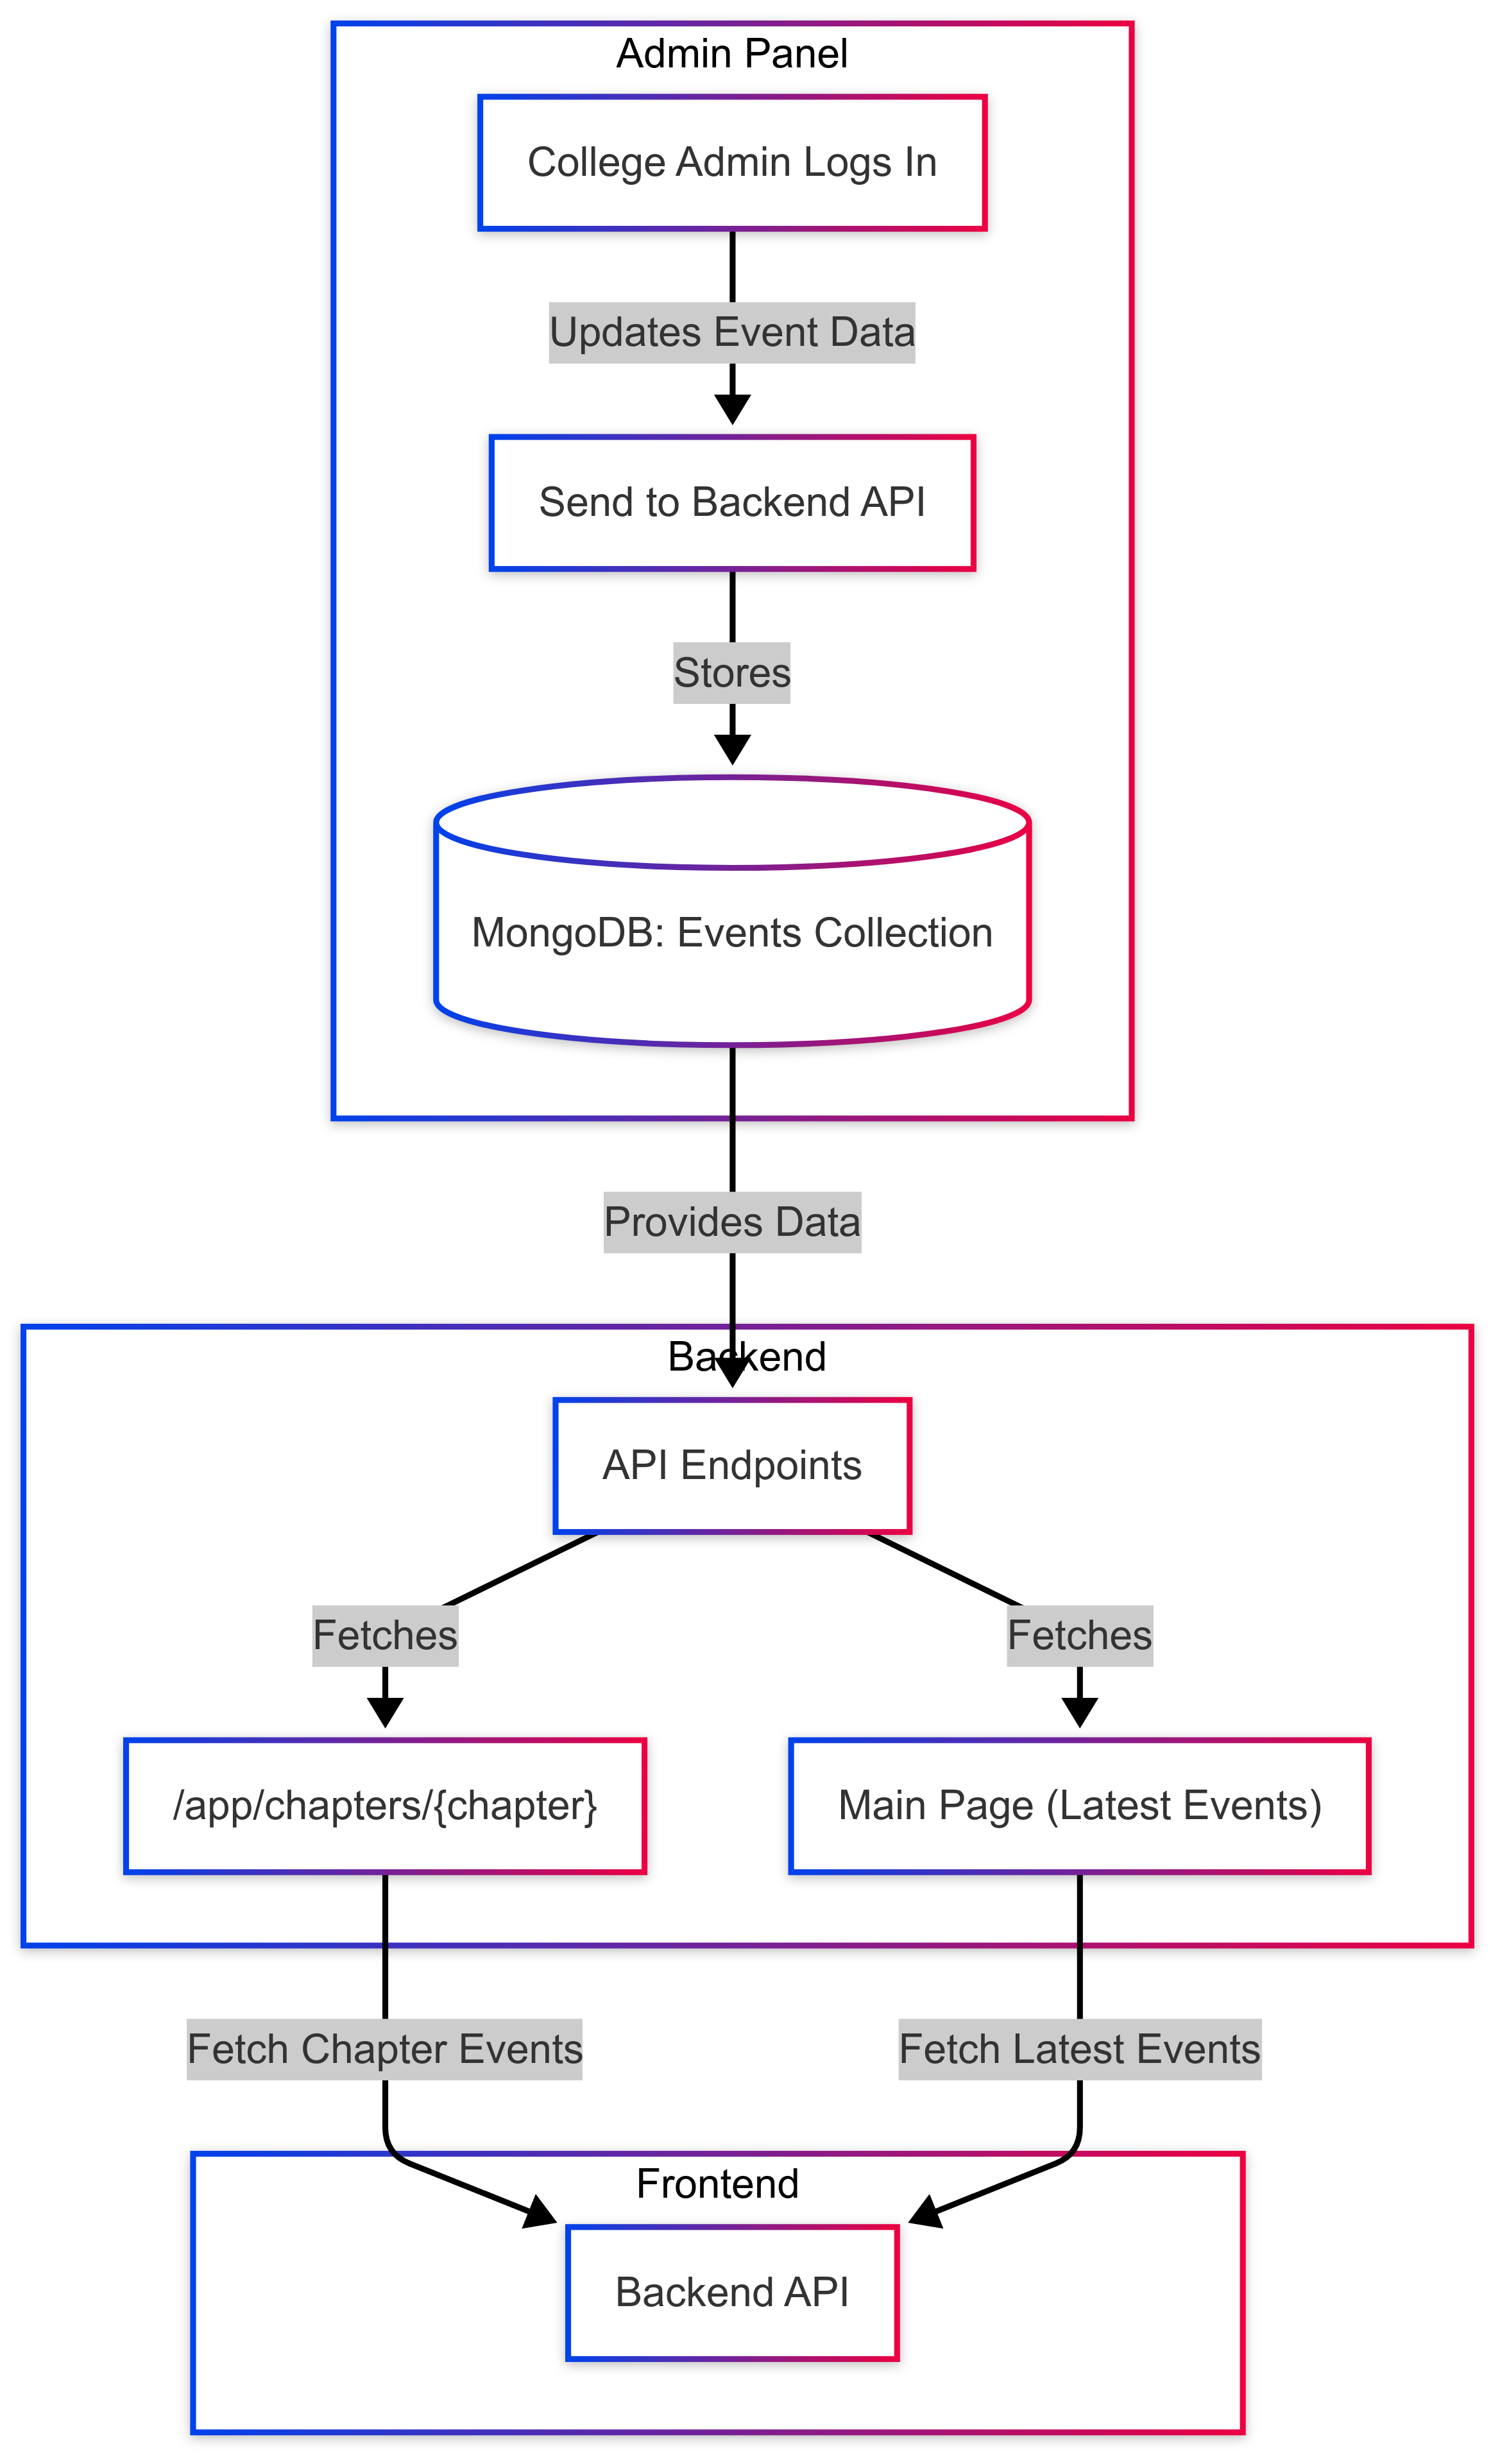 Admin Panel
College Admin Logs In
Updates Event Data
Send to Backend API
Stores
MongoDB: Events Collection
Provides Data
Backend
API Endpoints
Fetches
Fetches
/app/chapters/{chapter}
Main Page (Latest Events)
Fetch Chapter Events
Fetch Latest Events
Frontend
Backend API